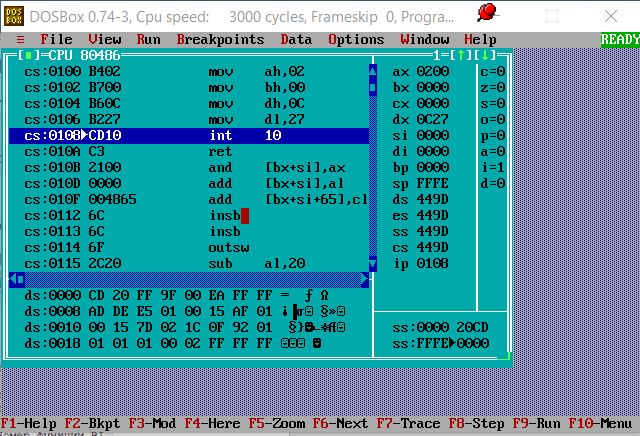 DOSBox 0.74-3, Cpu speed: 3000 cycles, Frameskip 0, Progra...
≡ File View Run Breakpoints Data Options Window Help READY
[■]=CPU 80486 1=[↑][↓]
cs:0100 B402 mov ah,02 ax 0200 c=0
cs:0102 B700 mov bh,00 bx 0000 z=0
cs:0104 B60C mov dh,0C cx 0000 s=0
cs:0106 B227 mov dl,27 dx 0C27 o=0
cs:0108►CD10 int 10 si 0000 p=0
cs:010A C3 ret di 0000 a=0
cs:010B 2100 and [bx+si],ax bp 0000 i=1
cs:010D 0000 add [bx+si],al sp FFFE d=0
cs:010F 004865 add [bx+si+65],cl ds 449D
cs:0112 6C insb es 449D
cs:0113 6C insb ss 449D
cs:0114 6F outsw cs 449D
cs:0115 2C20 sub al,20 ip 0108
ds:0000 CD 20 FF 9F 00 EA FF FF = ƒ Ω
ds:0008 AD DE E5 01 00 15 AF 01
ds:0010 00 15 7D 02 1C 0F 92 01 ss:0000 20CD
ds:0018 01 01 01 00 02 FF FF FF ss:FFFE►0000
F1-Help F2-Bkpt F3-Mod F4-Here F5-Zoom F6-Next F7-Trace F8-Step F9-Run F10-Menu